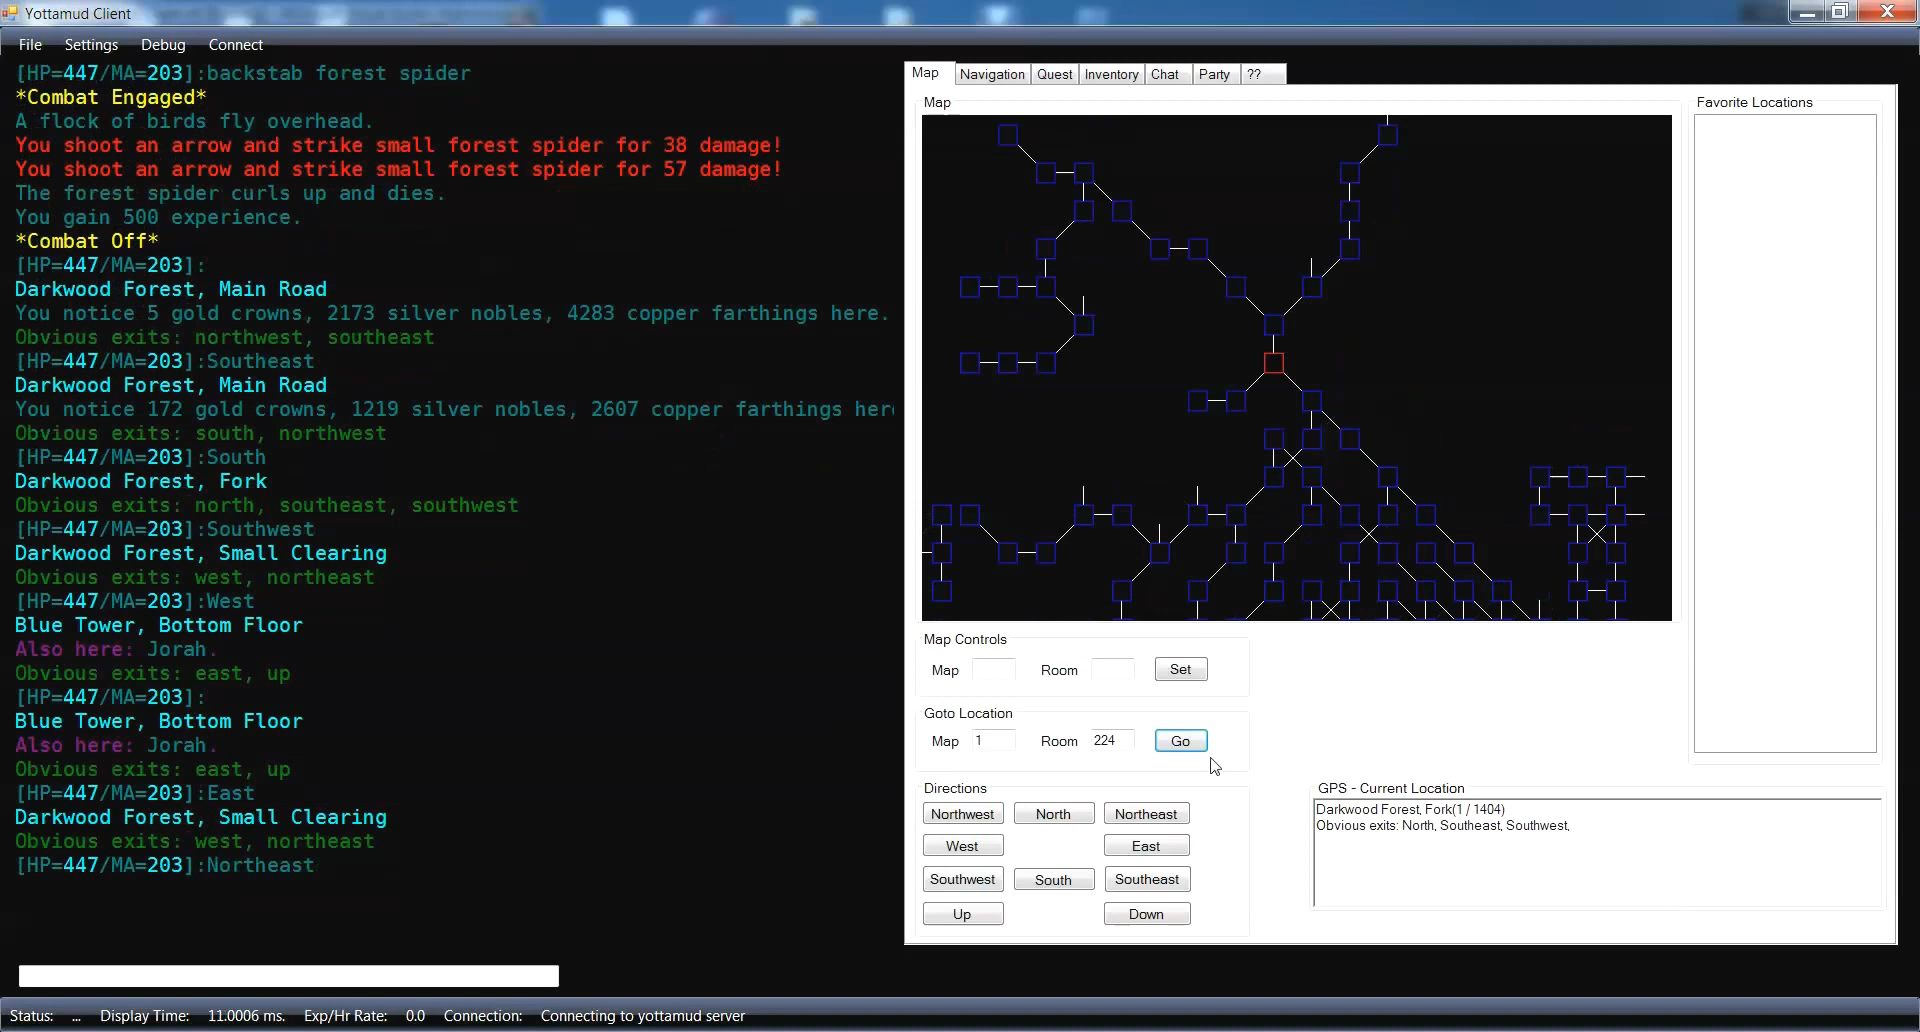 Yottamud Client
File Settings Debug Connect
[HP=447/MA=203]:backstab forest spider
*Combat Engaged*
A flock of birds fly overhead.
You shoot an arrow and strike small forest spider for 38 damage!
You shoot an arrow and strike small forest spider for 57 damage!
The forest spider curls up and dies.
You gain 500 experience.
*Combat Off*
[HP=447/MA=203]:
Darkwood Forest, Main Road
You notice 5 gold crowns, 2173 silver nobles, 4283 copper farthings here.
Obvious exits: northwest, southeast
[HP=447/MA=203]:Southeast
Darkwood Forest, Main Road
You notice 172 gold crowns, 1219 silver nobles, 2607 copper farthings her
Obvious exits: south, northwest
[HP=447/MA=203]:South
Darkwood Forest, Fork
Obvious exits: north, southeast, southwest
[HP=447/MA=203]:Southwest
Darkwood Forest, Small Clearing
Obvious exits: west, northeast
[HP=447/MA=203]:West
Blue Tower, Bottom Floor
Also here: Jorah.
Obvious exits: east, up
[HP=447/MA=203]:
Blue Tower, Bottom Floor
Also here: Jorah.
Obvious exits: east, up
[HP=447/MA=203]:East
Darkwood Forest, Small Clearing
Obvious exits: west, northeast
[HP=447/MA=203]:Northeast
Map Navigation Quest Inventory Chat Party ??
Map
Favorite Locations
Map Controls
Map Room Set
Goto Location
Map 1 Room 224 Go
Directions
Northwest North Northeast
West East
Southwest South Southeast
Up Down
GPS - Current Location
Darkwood Forest, Fork(1 / 1404)
Obvious exits: North, Southeast, Southwest,
Status: ... Display Time: 11.0006 ms. Exp/Hr Rate: 0.0 Connection: Connecting to yottamud server